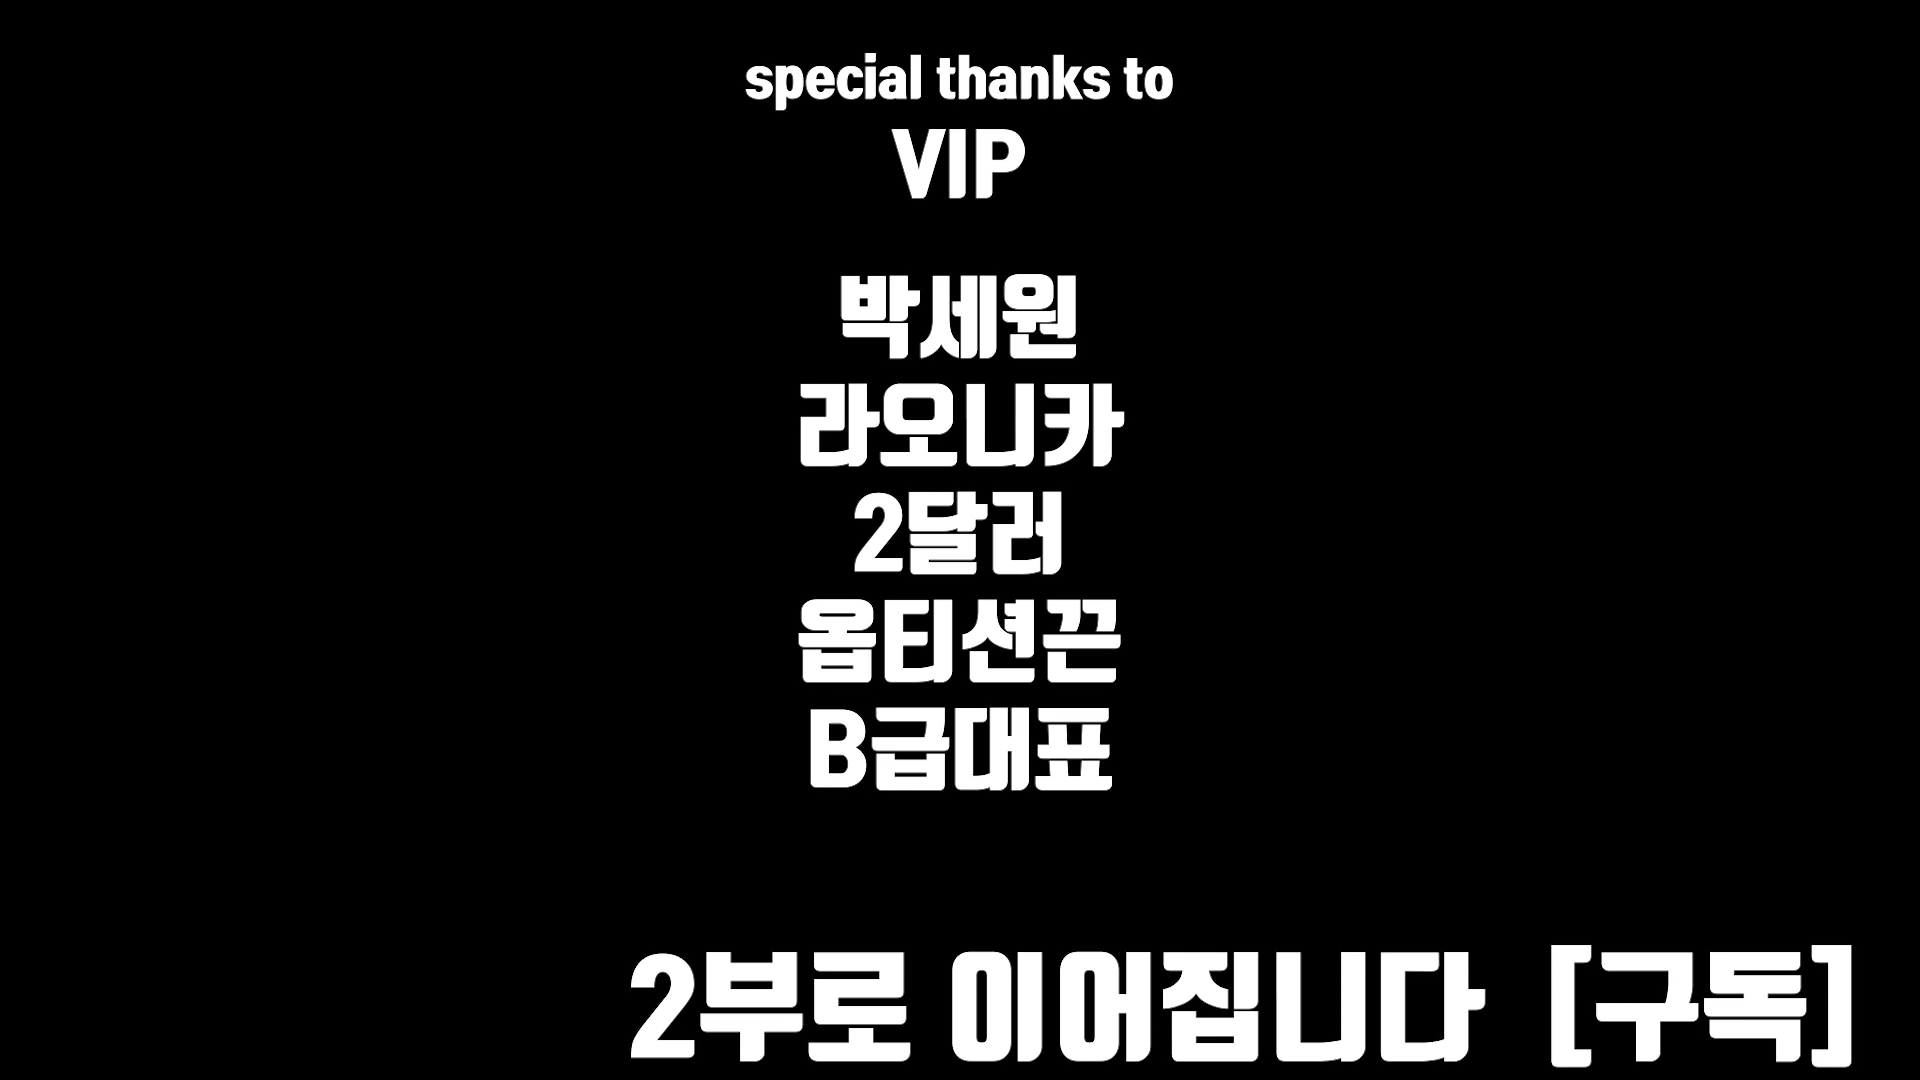 special thanks to
VIP
박세원
라오니카
2달러
옵티션끈
B급대표
2부로 이어집니다 [구독]